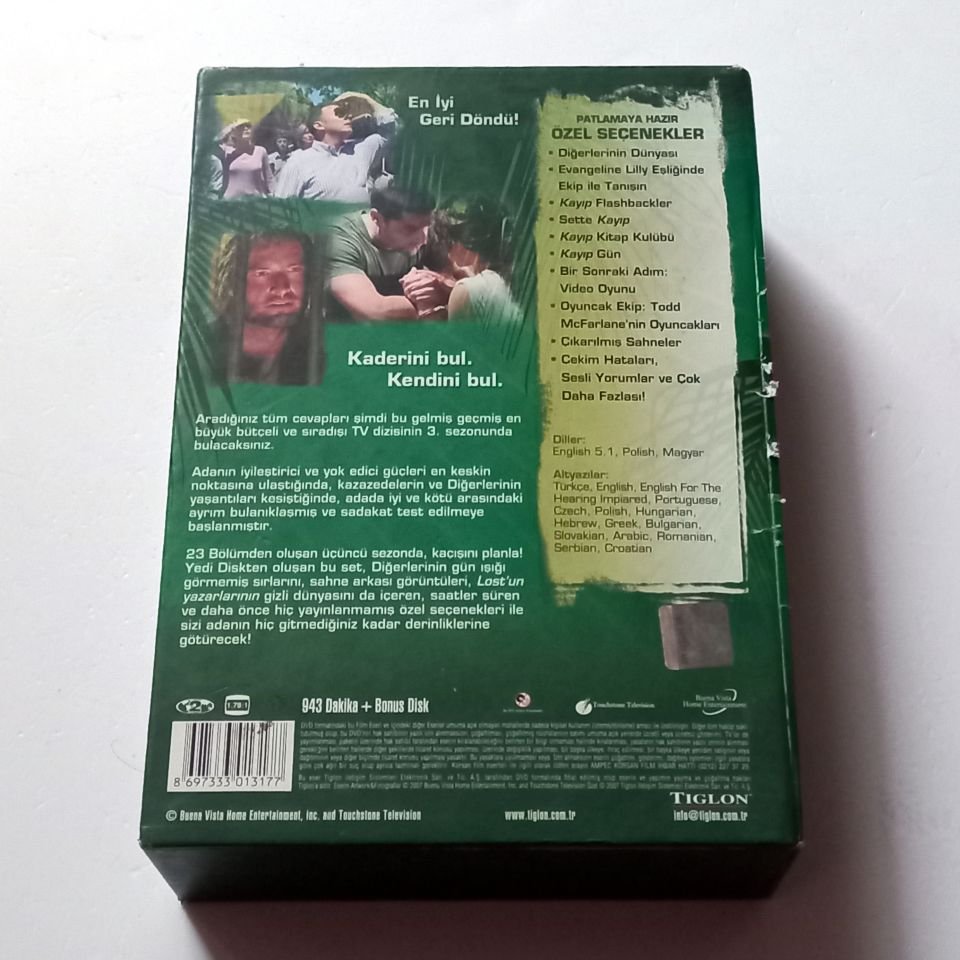 En İyi
Geri Döndü!
Kaderini bul.
Kendini bul.
Aradığınız tüm cevapları şimdi bu gelmiş geçmiş en
büyük bütçeli ve sıradışı TV dizisinin 3. sezonunda
bulacaksınız.
Adanın iyileştirici ve yok edici güçleri en keskin
noktasına ulaştığında, kazazedelerin ve Diğerlerinin
yaşantıları kesiştiğinde, adada iyi ve kötü arasındaki
ayrım bulanıklaşmış ve sadakat test edilmeye
başlanmıştır.
23 Bölümden oluşan üçüncü sezonda, kaçışını planla!
Yedi Diskten oluşan bu set, Diğerlerinin gün ışığı
görmemiş sırlarını, sahne arkası görüntüleri, Lost'un
yazarlarının gizli dünyasını da içeren, saatler süren
ve daha önce hiç yayınlanmamış özel seçenekleri ile
sizi adanın hiç gitmediğiniz kadar derinliklerine
götürecek!
PATLAMAYA HAZIR
ÖZEL SEÇENEKLER
• Diğerlerinin Dünyası
• Evangeline Lilly Eşliğinde
Ekip ile Tanışın
• Kayıp Flashbackler
• Sette Kayıp
• Kayıp Kitap Kulübü
• Kayıp Gün
• Bir Sonraki Adım:
Video Oyunu
• Oyuncak Ekip: Todd
McFarlane'nin Oyuncakları
• Çıkarılmış Sahneler
• Çekim Hataları,
Sesli Yorumlar ve Çok
Daha Fazlası!
Diller:
English 5.1, Polish, Magyar
Altyazılar:
Türkçe, English, English For The
Hearing Impiared, Portuguese,
Czech, Polish, Hungarian,
Hebrew, Greek, Bulgarian,
Slovakian, Arabic, Romanian,
Serbian, Croatian
2
1.78:1
943 Dakika + Bonus Disk
Touchstone Television
Buena Vista
Home Entertainment
8 697333 013177
TIGLON
© Buena Vista Home Entertainment, Inc. and Touchstone Television
www.tiglon.com.tr
info@tiglon.com.tr